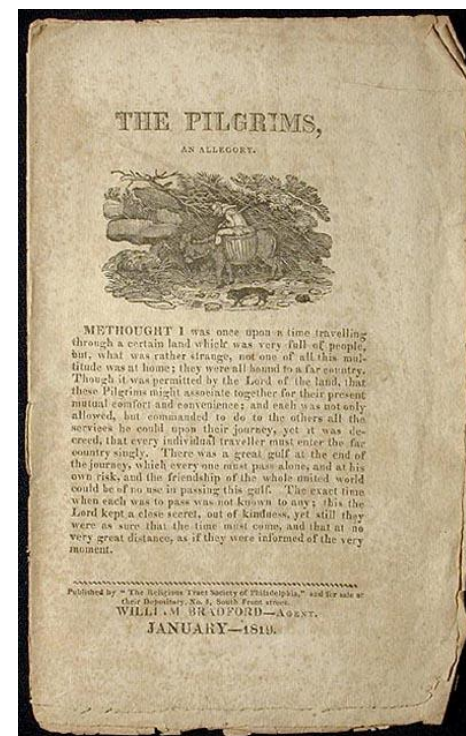 THE PILGRIMS,
AN ALLEGORY.
METHOUGHT I was once upon a time travelling
through a certain land which was very full of people,
but, what was rather strange, not one of all this mul-
titude was at home; they were all bound to a far country.
Though it was permitted by the Lord of the land, that
these Pilgrims might associate together for their present
mutual comfort and convenience; and each was not only
allowed, but commanded to do to the others all the
services he could upon their journey, yet it was de-
creed, that every individual traveller must enter the far
country singly. There was a great gulf at the end of
the journey, which every one must pass alone, and at his
own risk, and the friendship of the whole united world
could be of no use in passing this gulf. The exact time
when each was to pass was not known to any; this the
Lord kept a close secret, out of kindness, yet still they
were as sure that the time must come, and that at no
very great distance, as if they were informed of the very
moment.
Published by "The Religious Tract Society of Philadelphia," and for sale at
their Depository, No. 8, South Front street.
WILLIAM BRADFORD—AGENT.
JANUARY—1819.